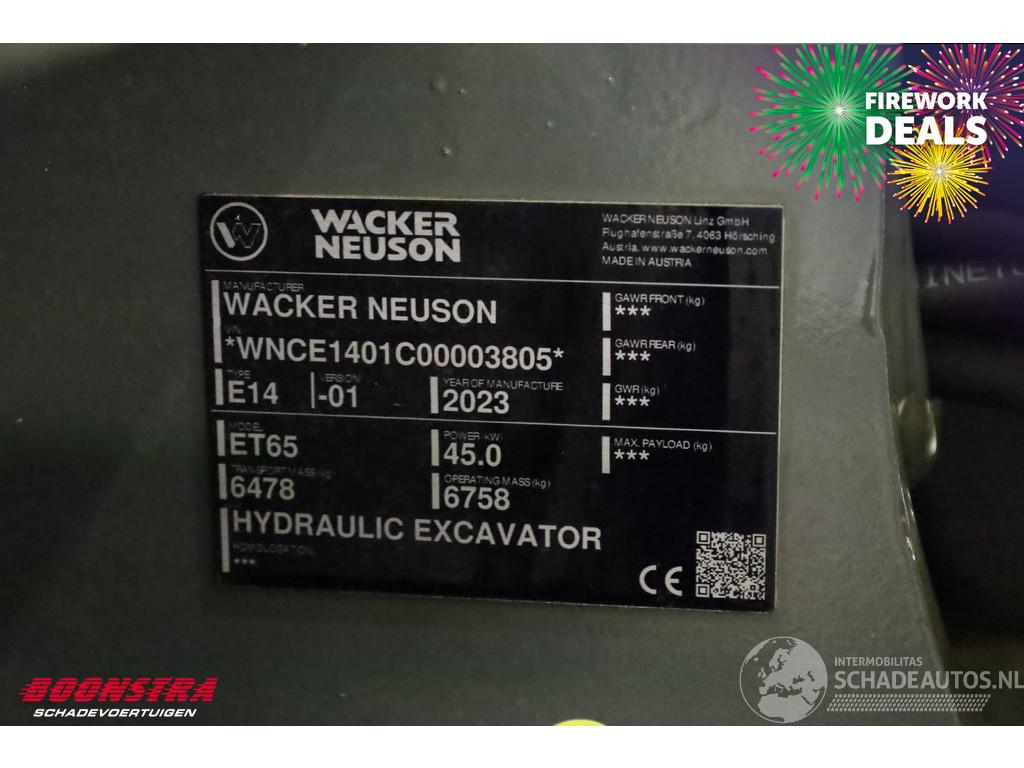 FIREWORK
DEALS
WACKER
NEUSON
WACKER NEUSON Linz GmbH
Flughafenstraße 7, 4063 Hörsching
Austria, www.wackerneuson.com
MADE IN AUSTRIA
MANUFACTURER
WACKER NEUSON
VIN
*WNCE1401C00003805*
TYPE VERSION YEAR OF MANUFACTURE
E14 -01 2023
MODEL POWER (kW)
ET65 45.0
TRANSPORT MASS (kg) OPERATING MASS (kg)
6478 6758
HYDRAULIC EXCAVATOR
HOMOLOGATION
***
GAWR FRONT (kg)
***
GAWR REAR (kg)
***
GWR (kg)
***
MAX. PAYLOAD (kg)
***
CE
BOONSTRA
SCHADEVOERTUIGEN
INTERMOBILITAS
SCHADEAUTOS.NL